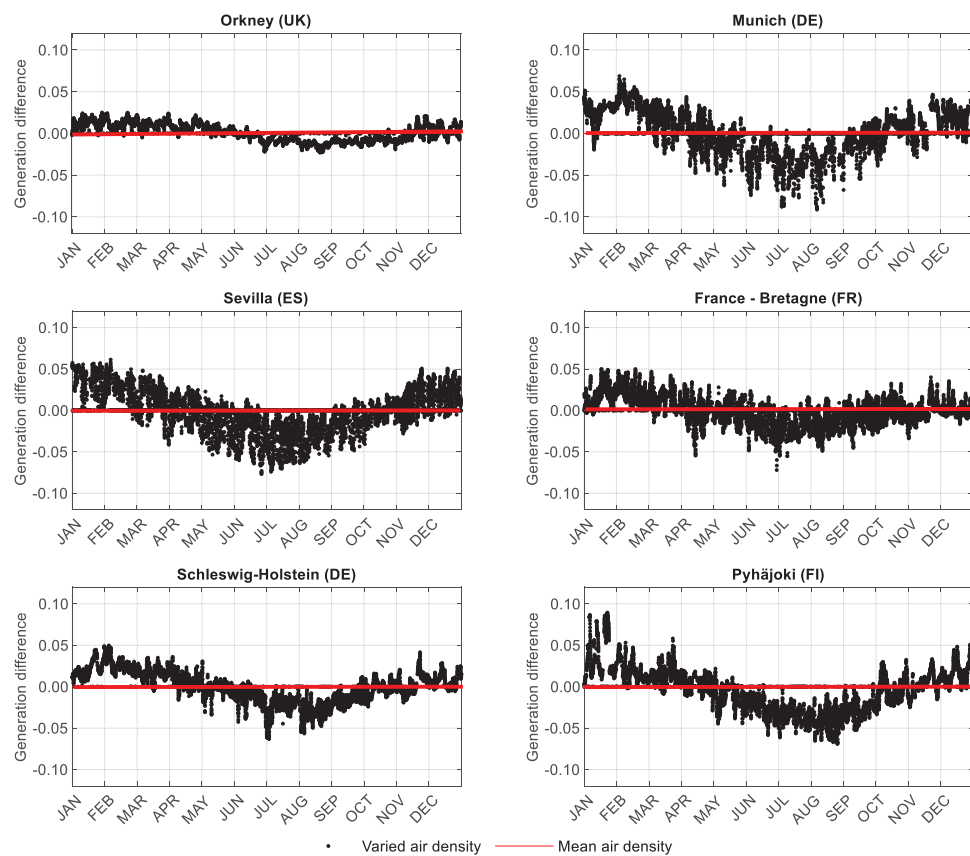 Orkney (UK)
Generation difference
0.10
0.05
0.00
-0.05
-0.10
JAN FEB MAR APR MAY JUN JUL AUG SEP OCT NOV DEC
Munich (DE)
Generation difference
0.10
0.05
0.00
-0.05
-0.10
JAN FEB MAR APR MAY JUN JUL AUG SEP OCT NOV DEC
Sevilla (ES)
Generation difference
0.10
0.05
0.00
-0.05
-0.10
JAN FEB MAR APR MAY JUN JUL AUG SEP OCT NOV DEC
France - Bretagne (FR)
Generation difference
0.10
0.05
0.00
-0.05
-0.10
JAN FEB MAR APR MAY JUN JUL AUG SEP OCT NOV DEC
Schleswig-Holstein (DE)
Generation difference
0.10
0.05
0.00
-0.05
-0.10
JAN FEB MAR APR MAY JUN JUL AUG SEP OCT NOV DEC
Pyhäjoki (FI)
Generation difference
0.10
0.05
0.00
-0.05
-0.10
JAN FEB MAR APR MAY JUN JUL AUG SEP OCT NOV DEC
Varied air density Mean air density